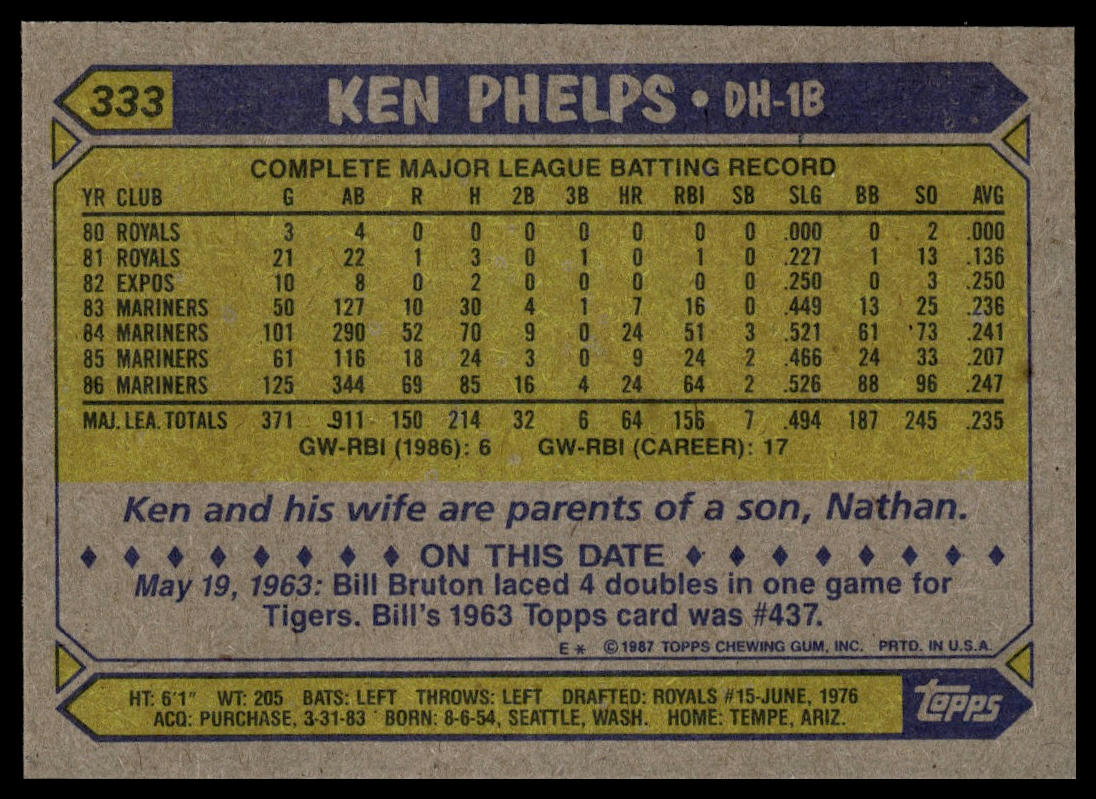 333 KEN PHELPS • DH-1B
COMPLETE MAJOR LEAGUE BATTING RECORD
YR CLUB G AB R H 2B 3B HR RBI SB SLG BB SO AVG
80 ROYALS 3 4 0 0 0 0 0 0 0 .000 0 2 .000
81 ROYALS 21 22 1 3 0 1 0 1 0 .227 1 13 .136
82 EXPOS 10 8 0 2 0 0 0 0 0 .250 0 3 .250
83 MARINERS 50 127 10 30 4 1 7 16 0 .449 13 25 .236
84 MARINERS 101 290 52 70 9 0 24 51 3 .521 61 73 .241
85 MARINERS 61 116 18 24 3 0 9 24 2 .466 24 33 .207
86 MARINERS 125 344 69 85 16 4 24 64 2 .526 88 96 .247
MAJ. LEA. TOTALS 371 911 150 214 32 6 64 156 7 .494 187 245 .235
GW-RBI (1986): 6 GW-RBI (CAREER): 17
Ken and his wife are parents of a son, Nathan.
ON THIS DATE
May 19, 1963: Bill Bruton laced 4 doubles in one game for
Tigers. Bill's 1963 Topps card was #437.
E * © 1987 TOPPS CHEWING GUM, INC. PRTD. IN U.S.A.
HT: 6'1" WT: 205 BATS: LEFT THROWS: LEFT DRAFTED: ROYALS #15-JUNE, 1976
ACQ: PURCHASE, 3-31-83 BORN: 8-6-54, SEATTLE, WASH. HOME: TEMPE, ARIZ.
topps